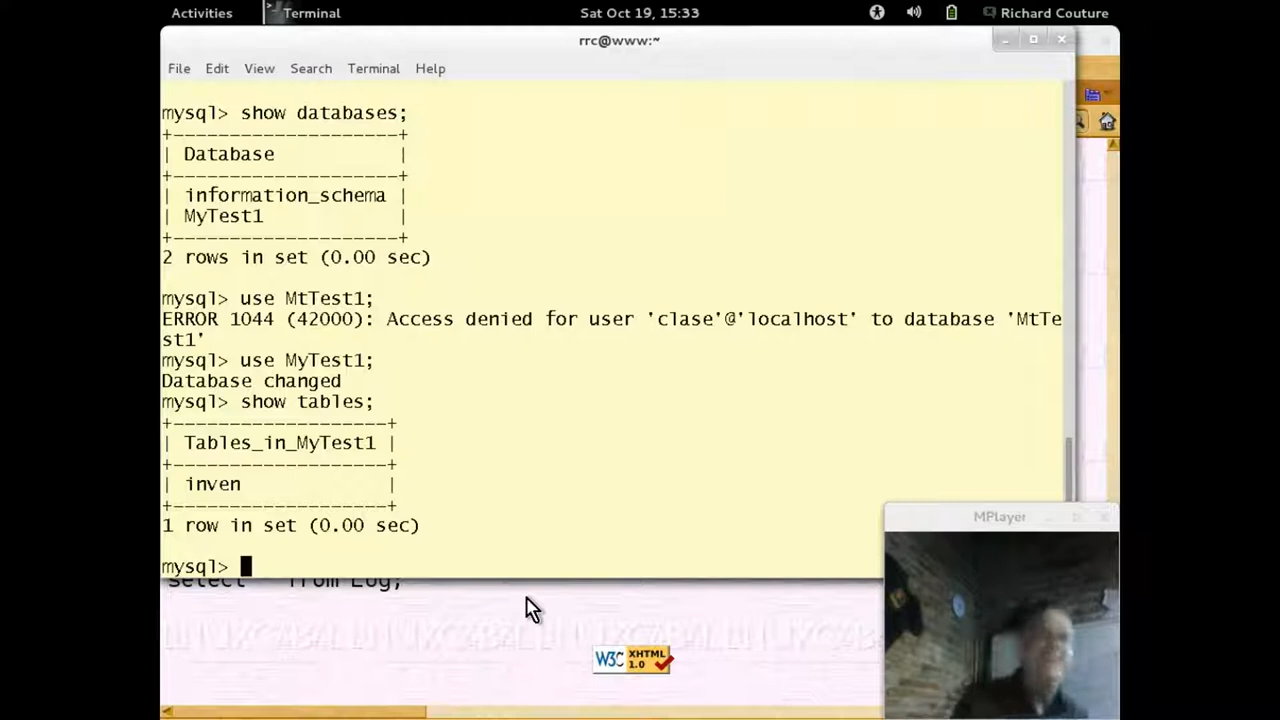 Activities Terminal Sat Oct 19, 15:33 Richard Couture
rrc@www:~
File Edit View Search Terminal Help
mysql> show databases;
+--------------------+
| Database |
+--------------------+
| information_schema |
| MyTest1 |
+--------------------+
2 rows in set (0.00 sec)
mysql> use MtTest1;
ERROR 1044 (42000): Access denied for user 'clase'@'localhost' to database 'MtTe
st1'
mysql> use MyTest1;
Database changed
mysql> show tables;
+-------------------+
| Tables_in_MyTest1 |
+-------------------+
| inven |
+-------------------+
1 row in set (0.00 sec)
MPlayer
mysql>
select from Log;
W3C XHTML
1.0